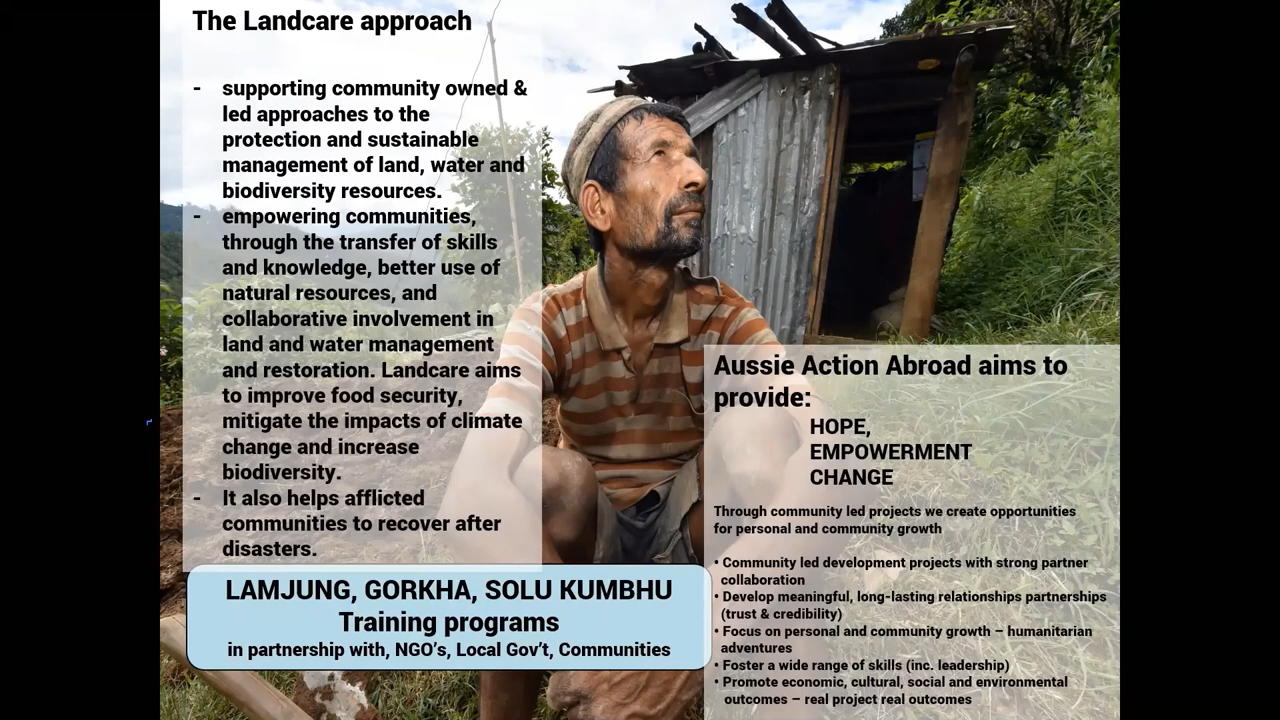 The Landcare approach
- supporting community owned &
led approaches to the
protection and sustainable
management of land, water and
biodiversity resources.
- empowering communities,
through the transfer of skills
and knowledge, better use of
natural resources, and
collaborative involvement in
land and water management
and restoration. Landcare aims
to improve food security,
mitigate the impacts of climate
change and increase
biodiversity.
- It also helps afflicted
communities to recover after
disasters.
LAMJUNG, GORKHA, SOLU KUMBHU
Training programs
in partnership with, NGO's, Local Gov't, Communities
Aussie Action Abroad aims to
provide:
HOPE,
EMPOWERMENT
CHANGE
Through community led projects we create opportunities
for personal and community growth
• Community led development projects with strong partner
collaboration
• Develop meaningful, long-lasting relationships partnerships
(trust & credibility)
• Focus on personal and community growth – humanitarian
adventures
• Foster a wide range of skills (inc. leadership)
• Promote economic, cultural, social and environmental
outcomes – real project real outcomes